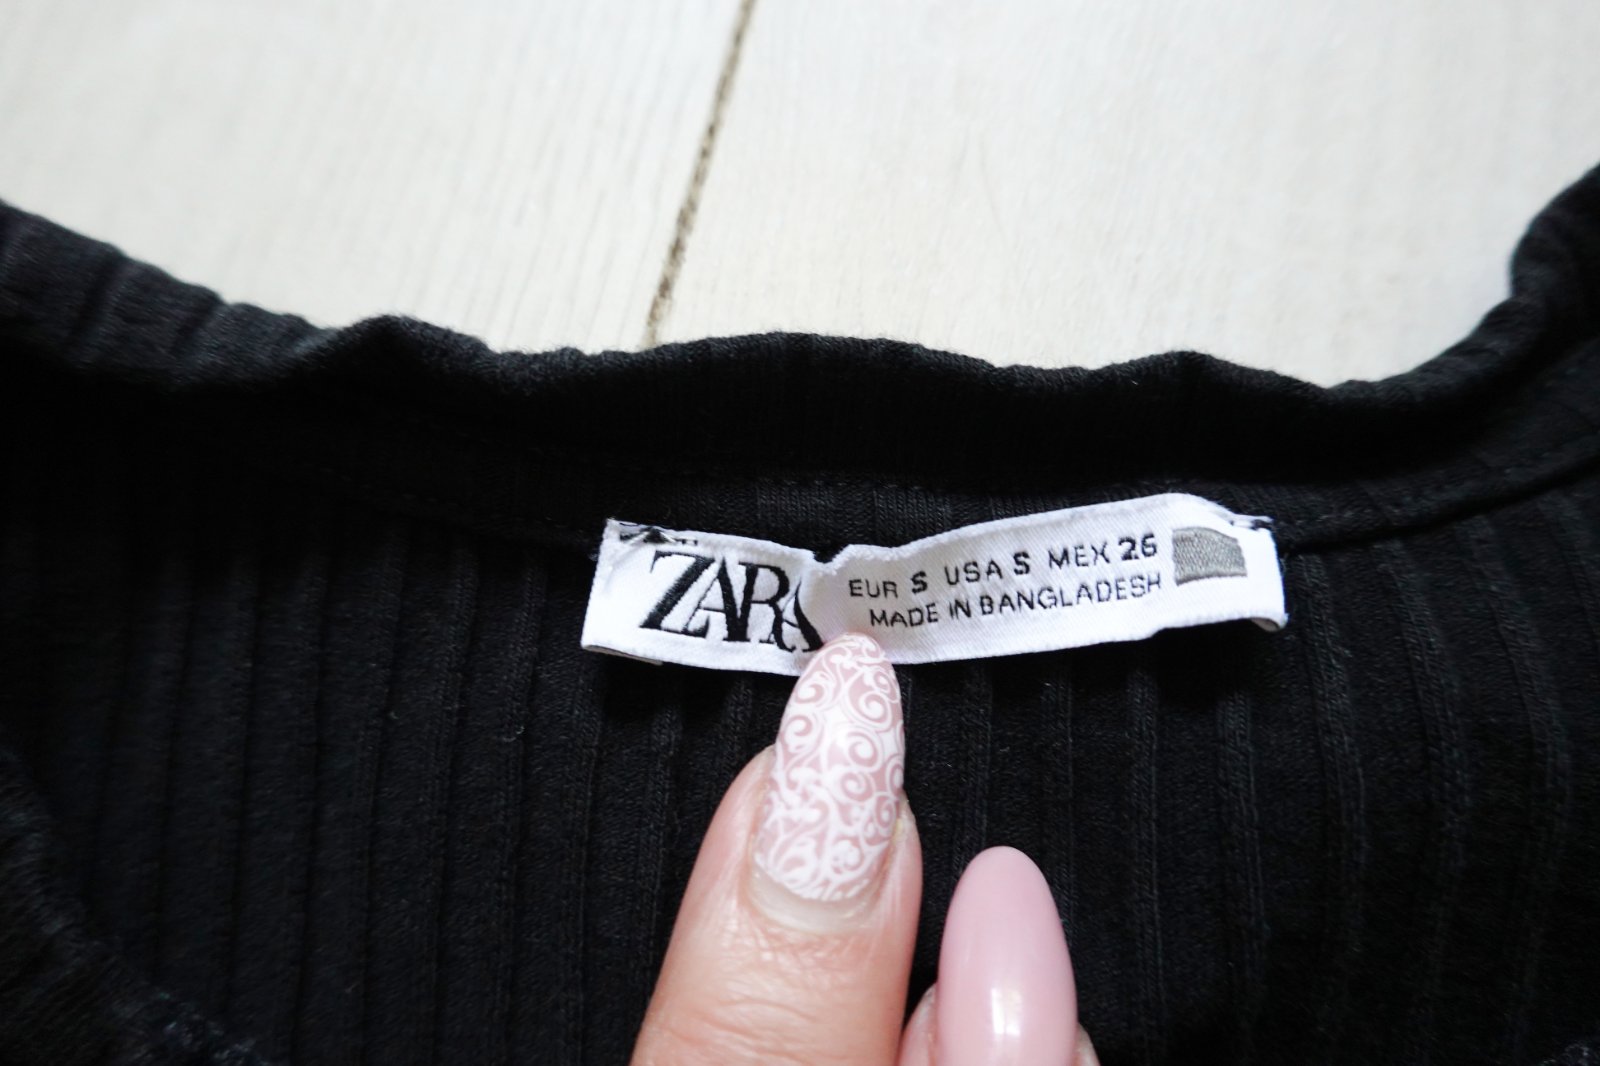 ZARA
EUR S USA S MEX 26
MADE IN BANGLADESH